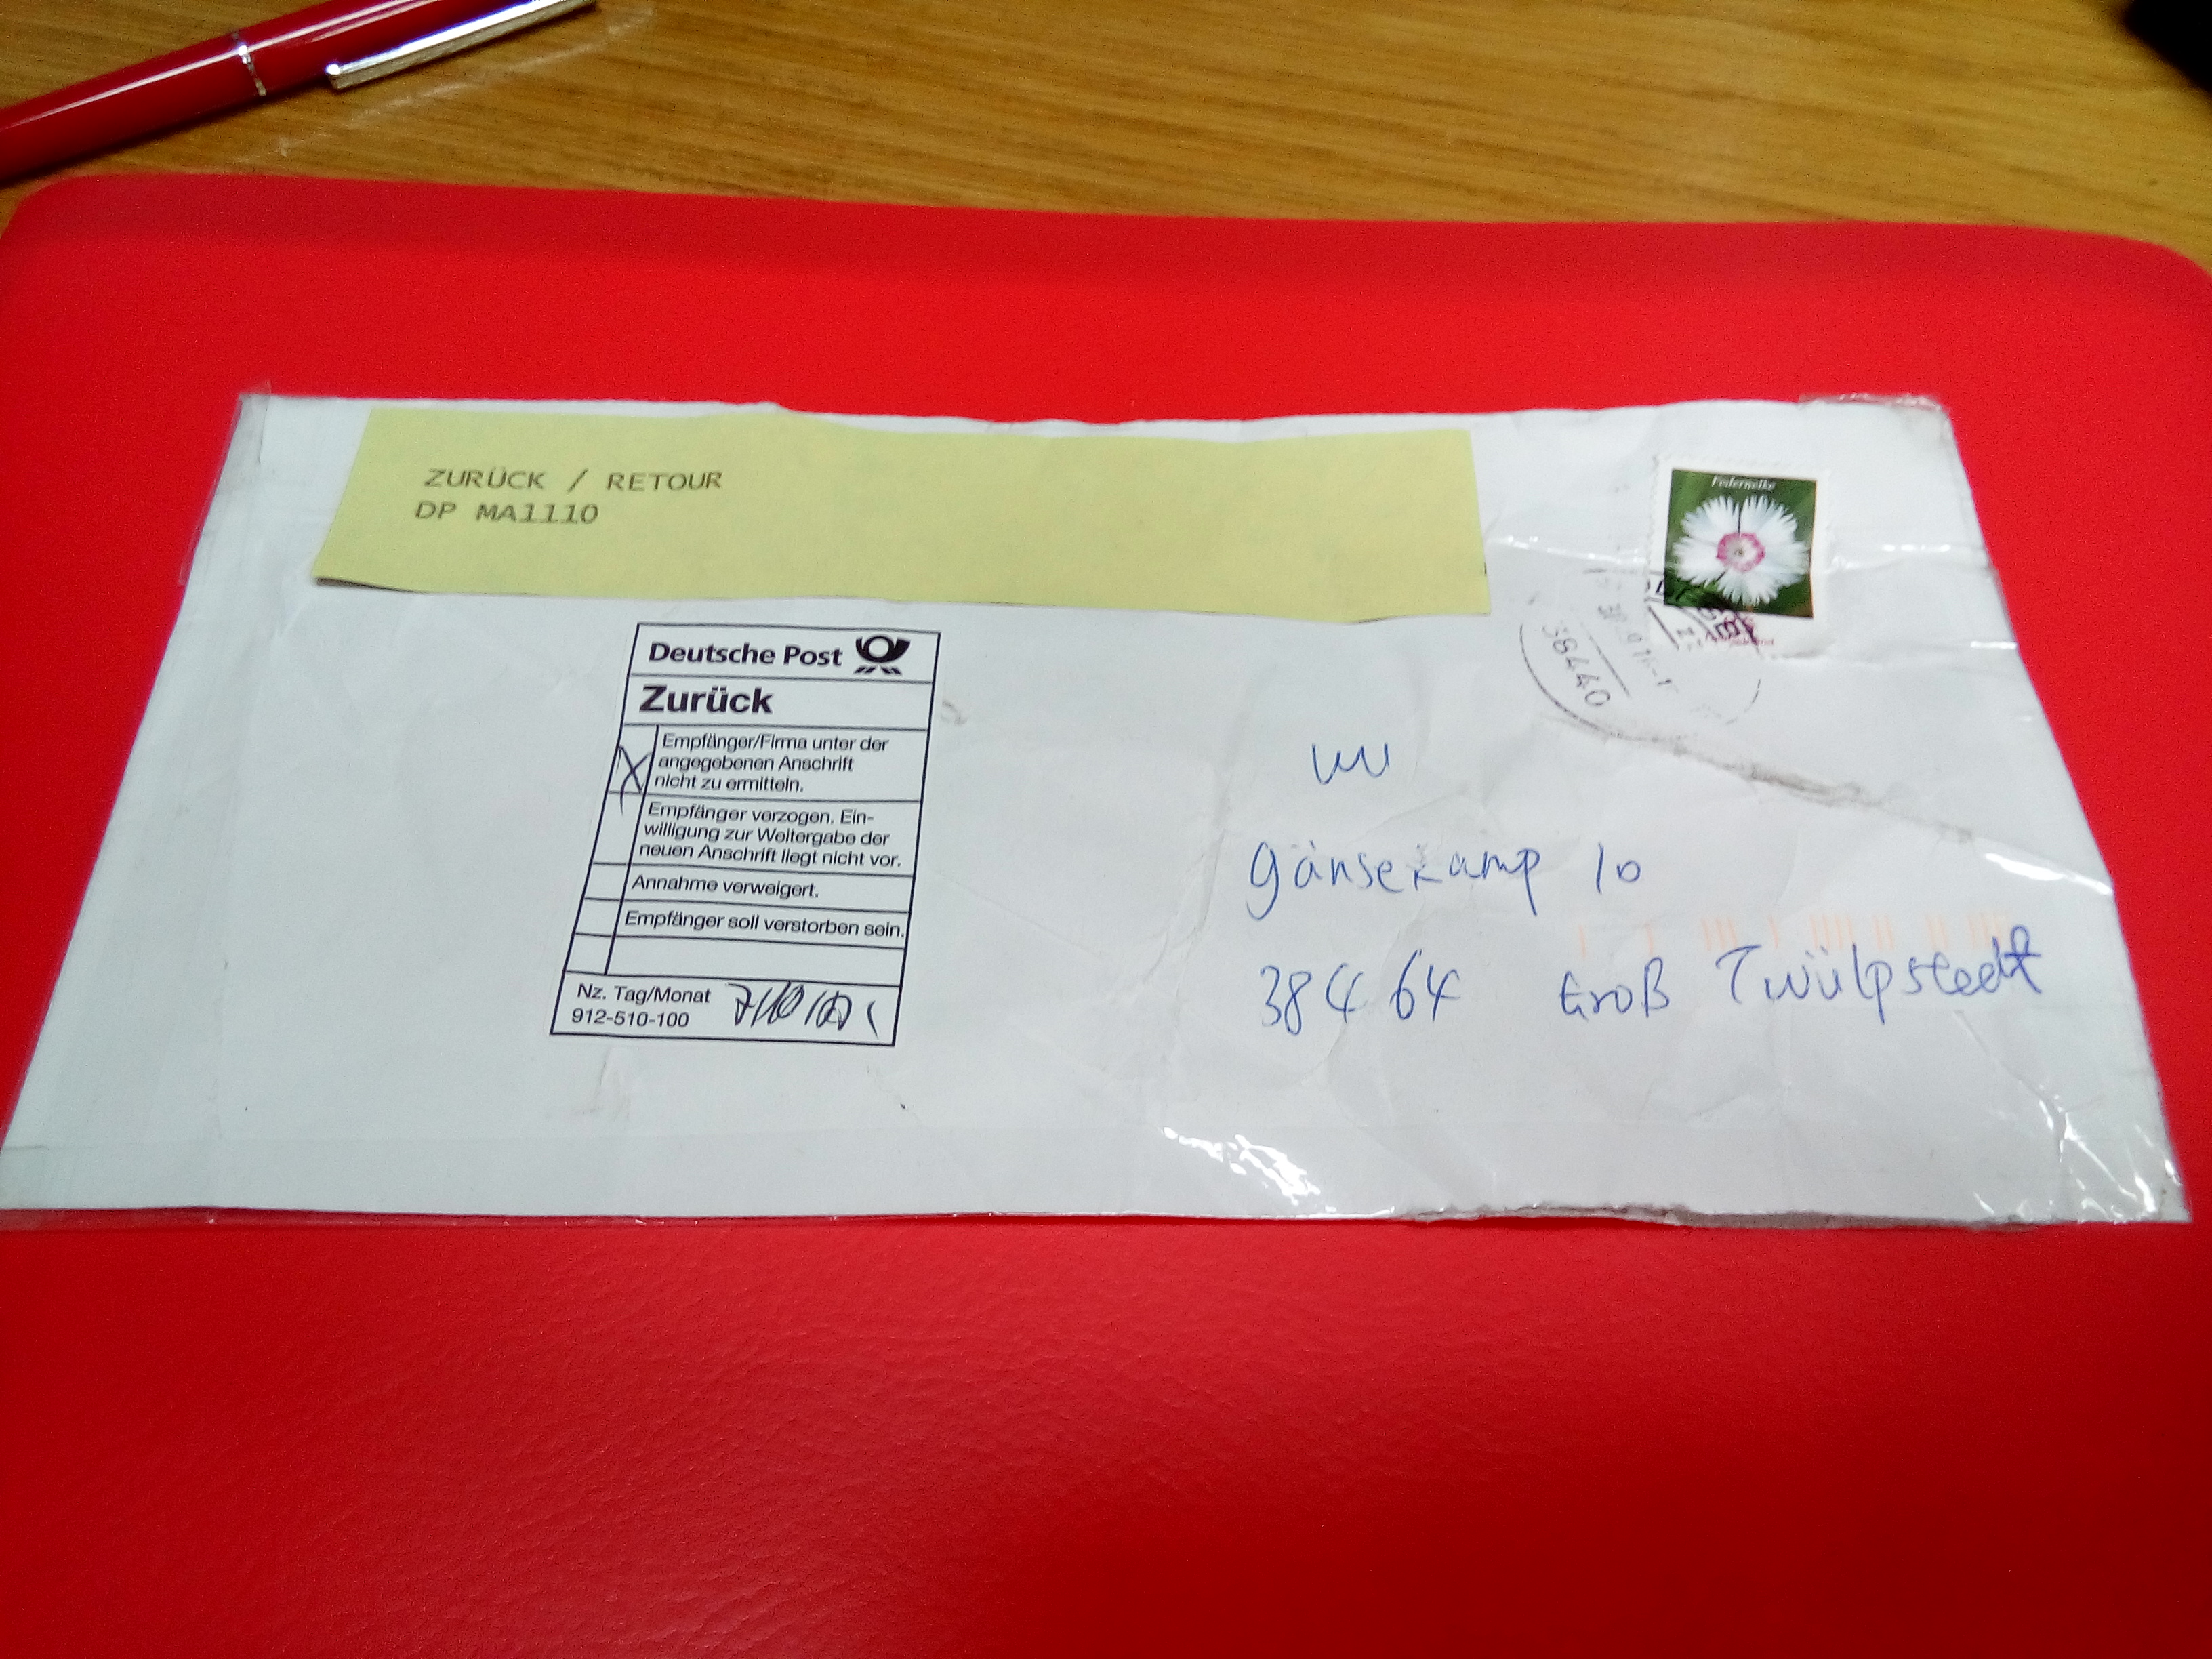 ZURÜCK / RETOUR
DP MA1110
Federnelke
38440
Deutsche Post
Zurück
X
Empfänger/Firma unter der
angegebenen Anschrift
nicht zu ermitteln.
Empfänger verzogen. Ein-
willigung zur Weitergabe der
neuen Anschrift liegt nicht vor.
Annahme verweigert.
Empfänger soll verstorben sein.
Nz. Tag/Monat
912-510-100
Gänsekamp 10
38464 Groß Twülpstedt